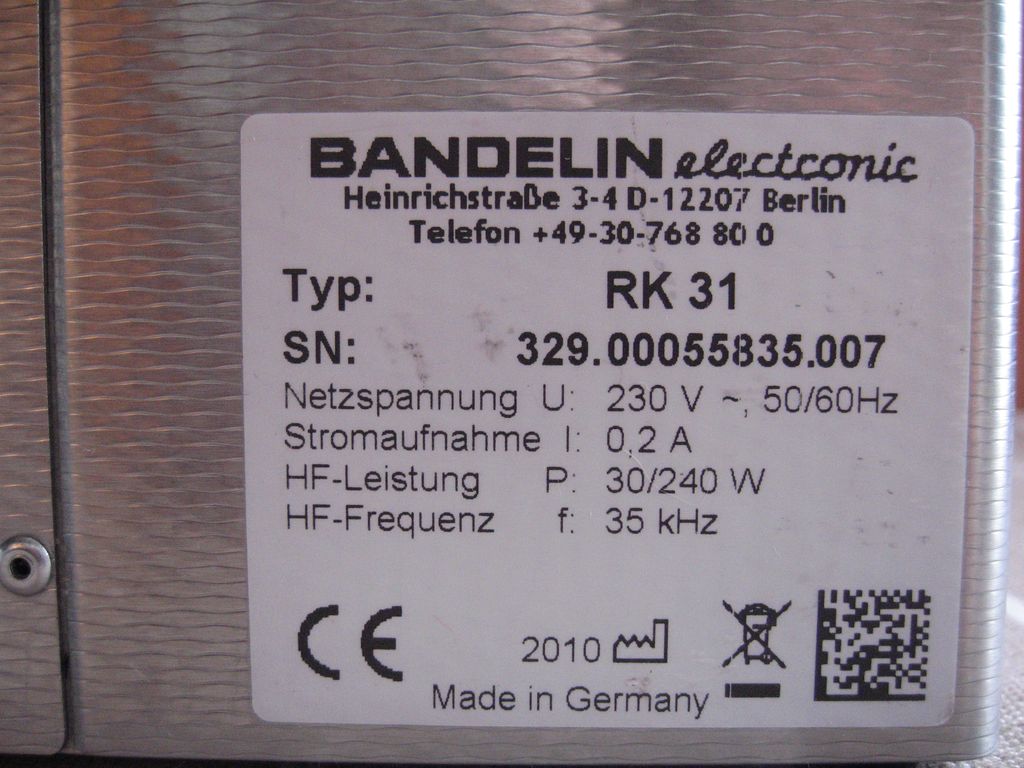 BANDELIN electronic
Heinrichstraße 3-4 D-12207 Berlin
Telefon +49-30-768 80 0
Typ: RK 31
SN: 329.00055835.007
Netzspannung U: 230 V ~, 50/60Hz
Stromaufnahme I: 0,2 A
HF-Leistung P: 30/240 W
HF-Frequenz f: 35 kHz
CE 2010
Made in Germany